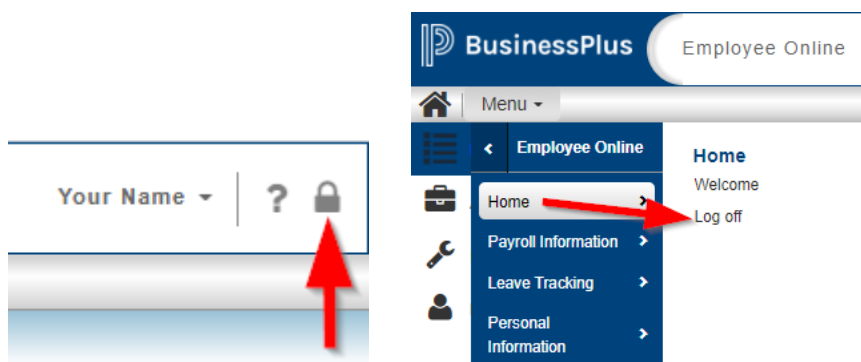 Your Name
?
BusinessPlus
Employee Online
Menu
Employee Online
Home
Payroll Information
Leave Tracking
Personal
Information
Home
Welcome
Log off